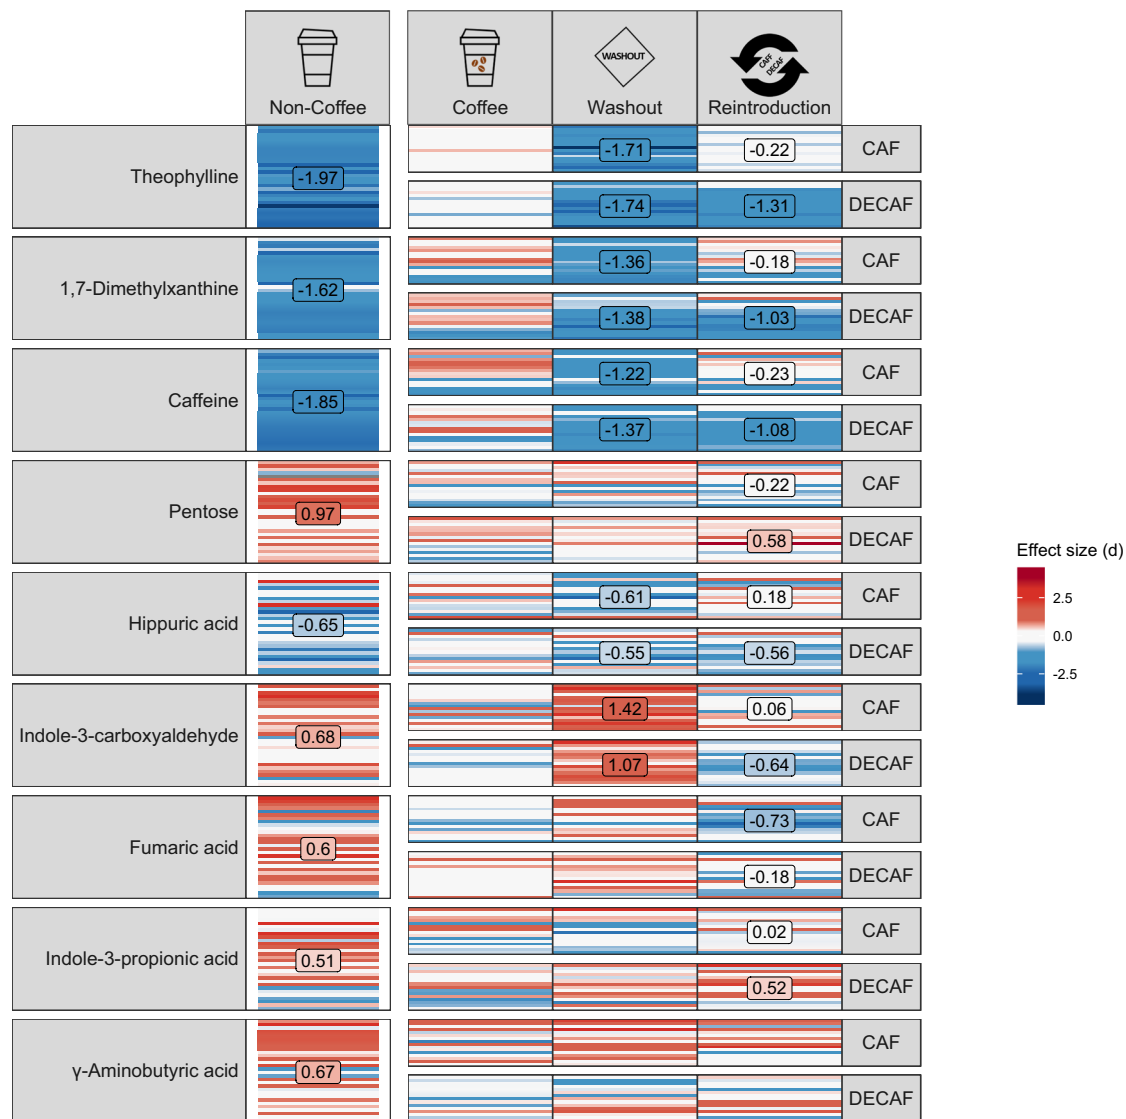 WASHOUT
CAFF
DECAF
Non-Coffee
Coffee
Washout
Reintroduction
Theophylline
-1.97
-1.71
-0.22
CAF
-1.74
-1.31
DECAF
1,7-Dimethylxanthine
-1.62
-1.36
-0.18
CAF
-1.38
-1.03
DECAF
Caffeine
-1.85
-1.22
-0.23
CAF
-1.37
-1.08
DECAF
Pentose
0.97
-0.22
CAF
0.58
DECAF
Hippuric acid
-0.65
-0.61
0.18
CAF
-0.55
-0.56
DECAF
Indole-3-carboxyaldehyde
0.68
1.42
0.06
CAF
1.07
-0.64
DECAF
Fumaric acid
0.6
-0.73
CAF
-0.18
DECAF
Indole-3-propionic acid
0.51
0.02
CAF
0.52
DECAF
γ-Aminobutyric acid
0.67
CAF
DECAF
Effect size (d)
2.5
0.0
-2.5